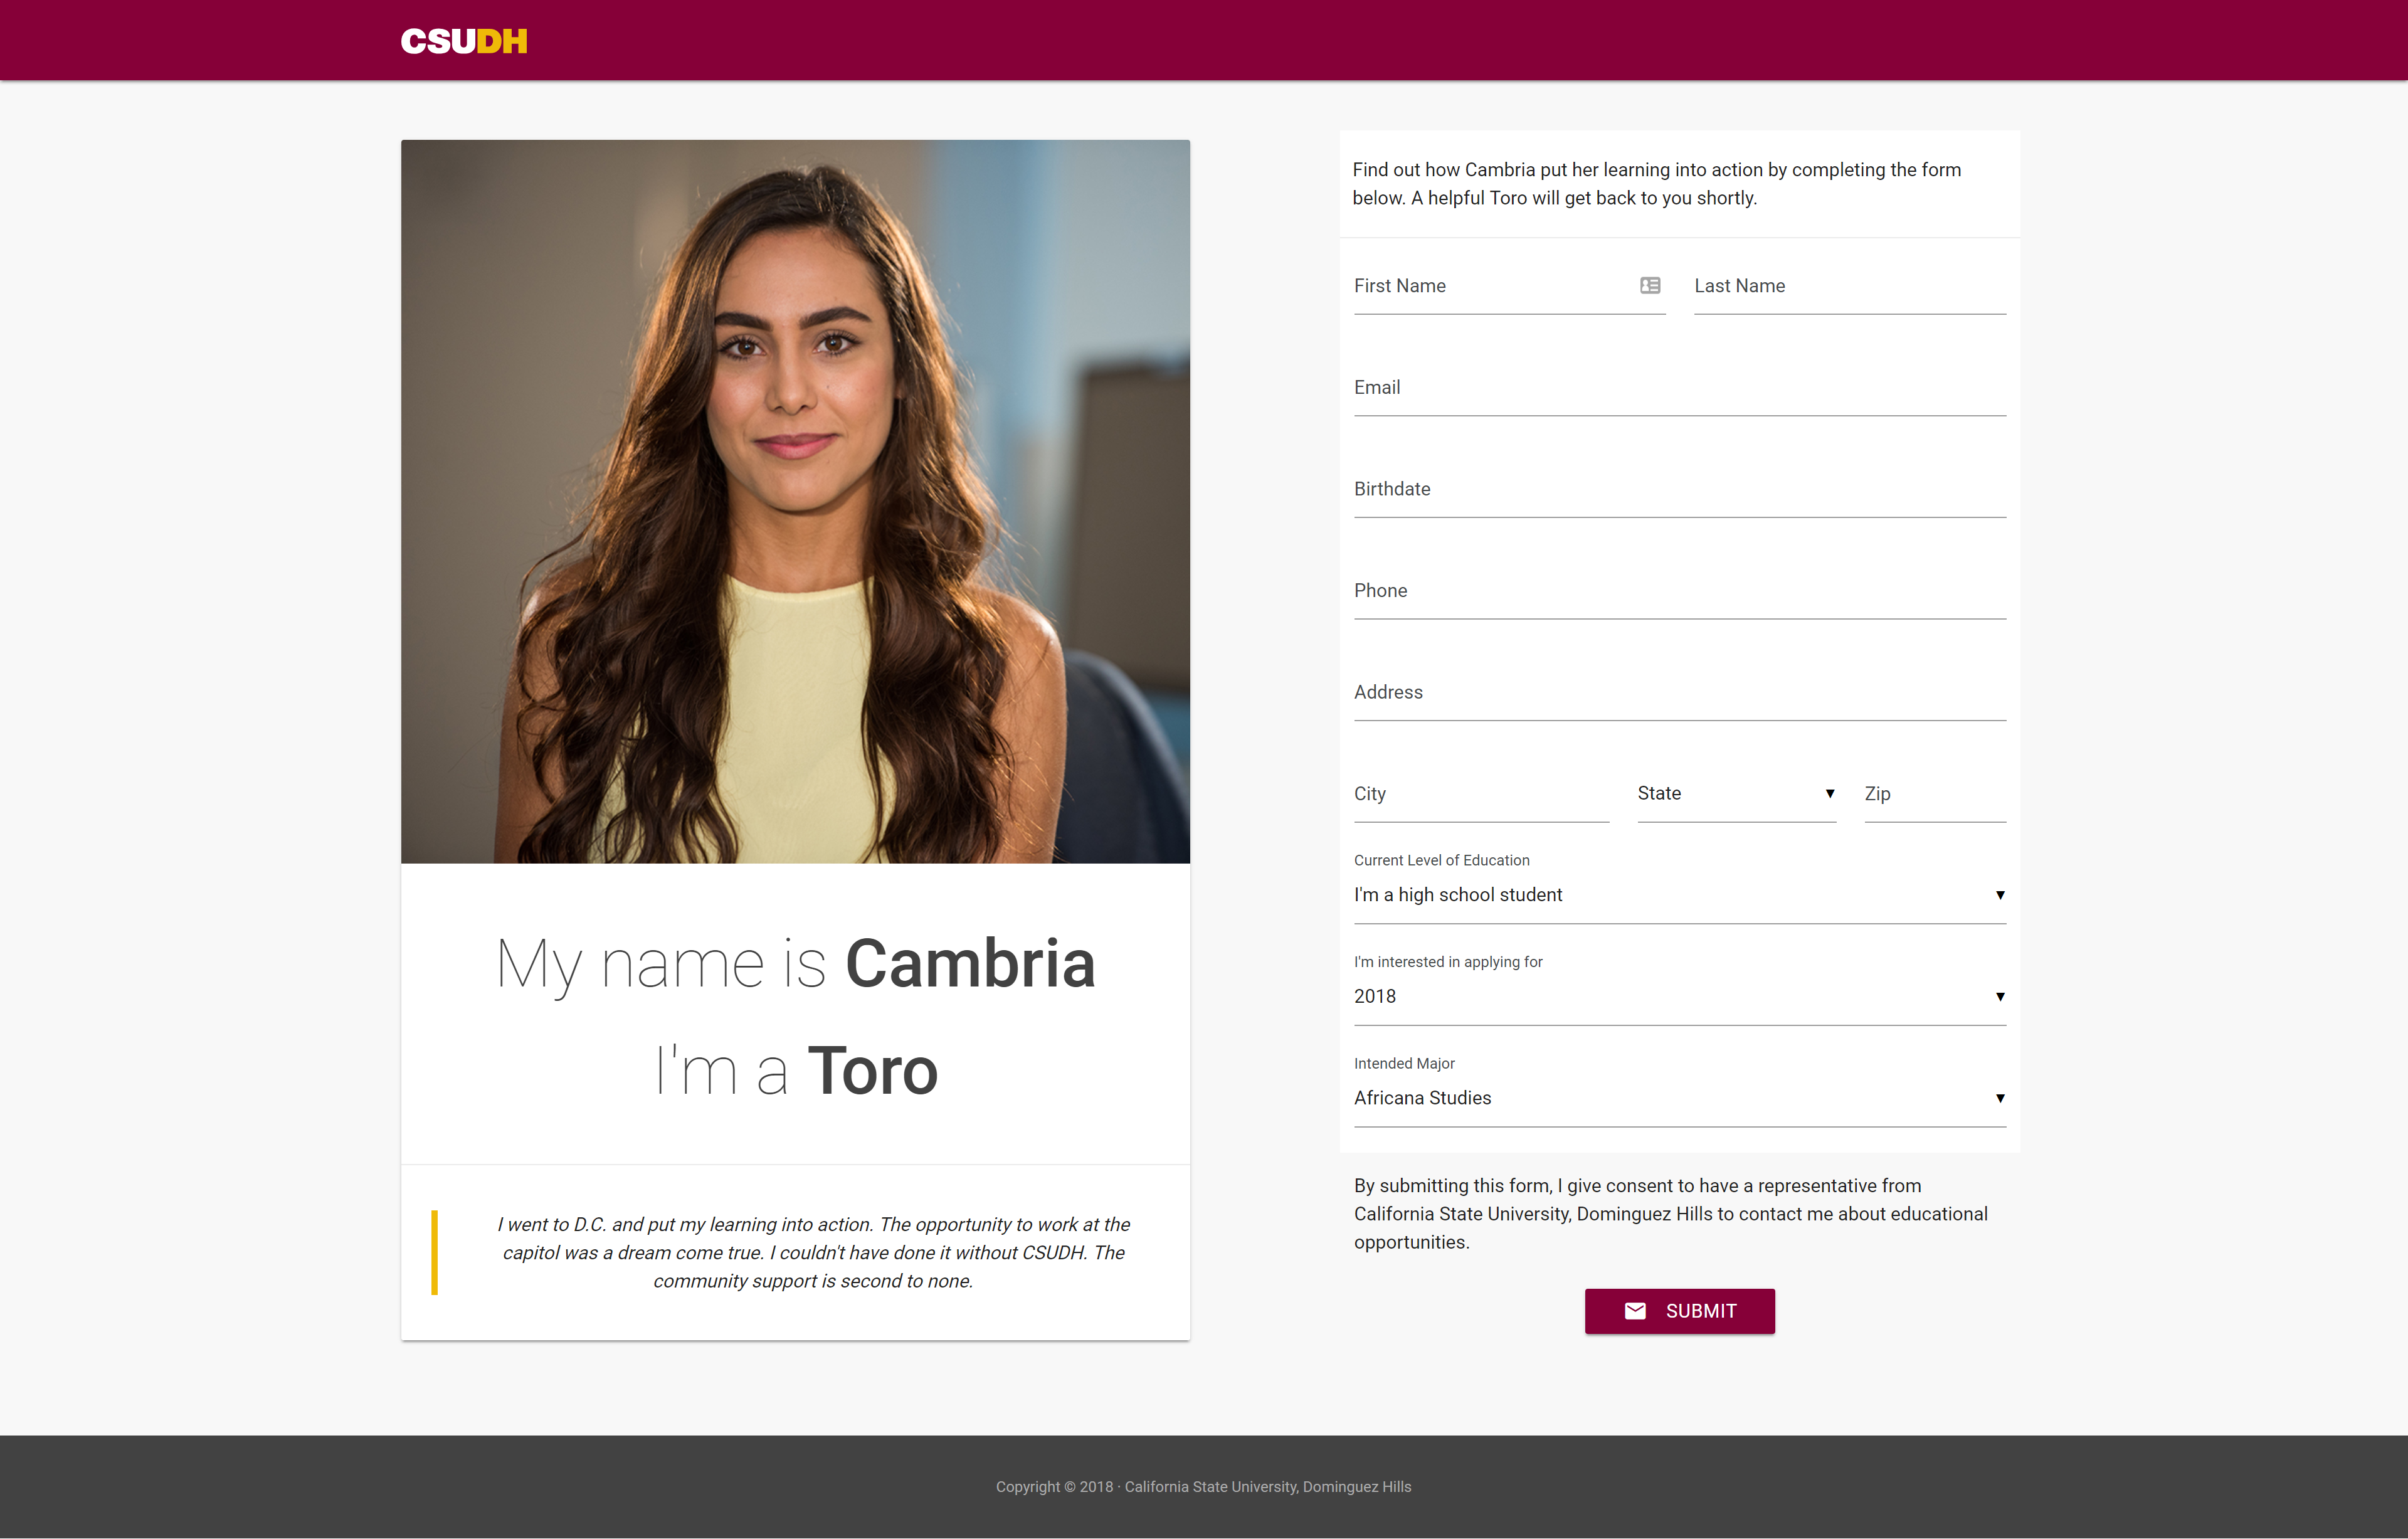 CSUDH
My name is Cambria
I'm a Toro
I went to D.C. and put my learning into action. The opportunity to work at the
capitol was a dream come true. I couldn't have done it without CSUDH. The
community support is second to none.
Find out how Cambria put her learning into action by completing the form
below. A helpful Toro will get back to you shortly.
First Name Last Name
Email
Birthdate
Phone
Address
City State ▼ Zip
Current Level of Education
I'm a high school student ▼
I'm interested in applying for
2018 ▼
Intended Major
Africana Studies ▼
By submitting this form, I give consent to have a representative from
California State University, Dominguez Hills to contact me about educational
opportunities.
SUBMIT
Copyright © 2018 · California State University, Dominguez Hills